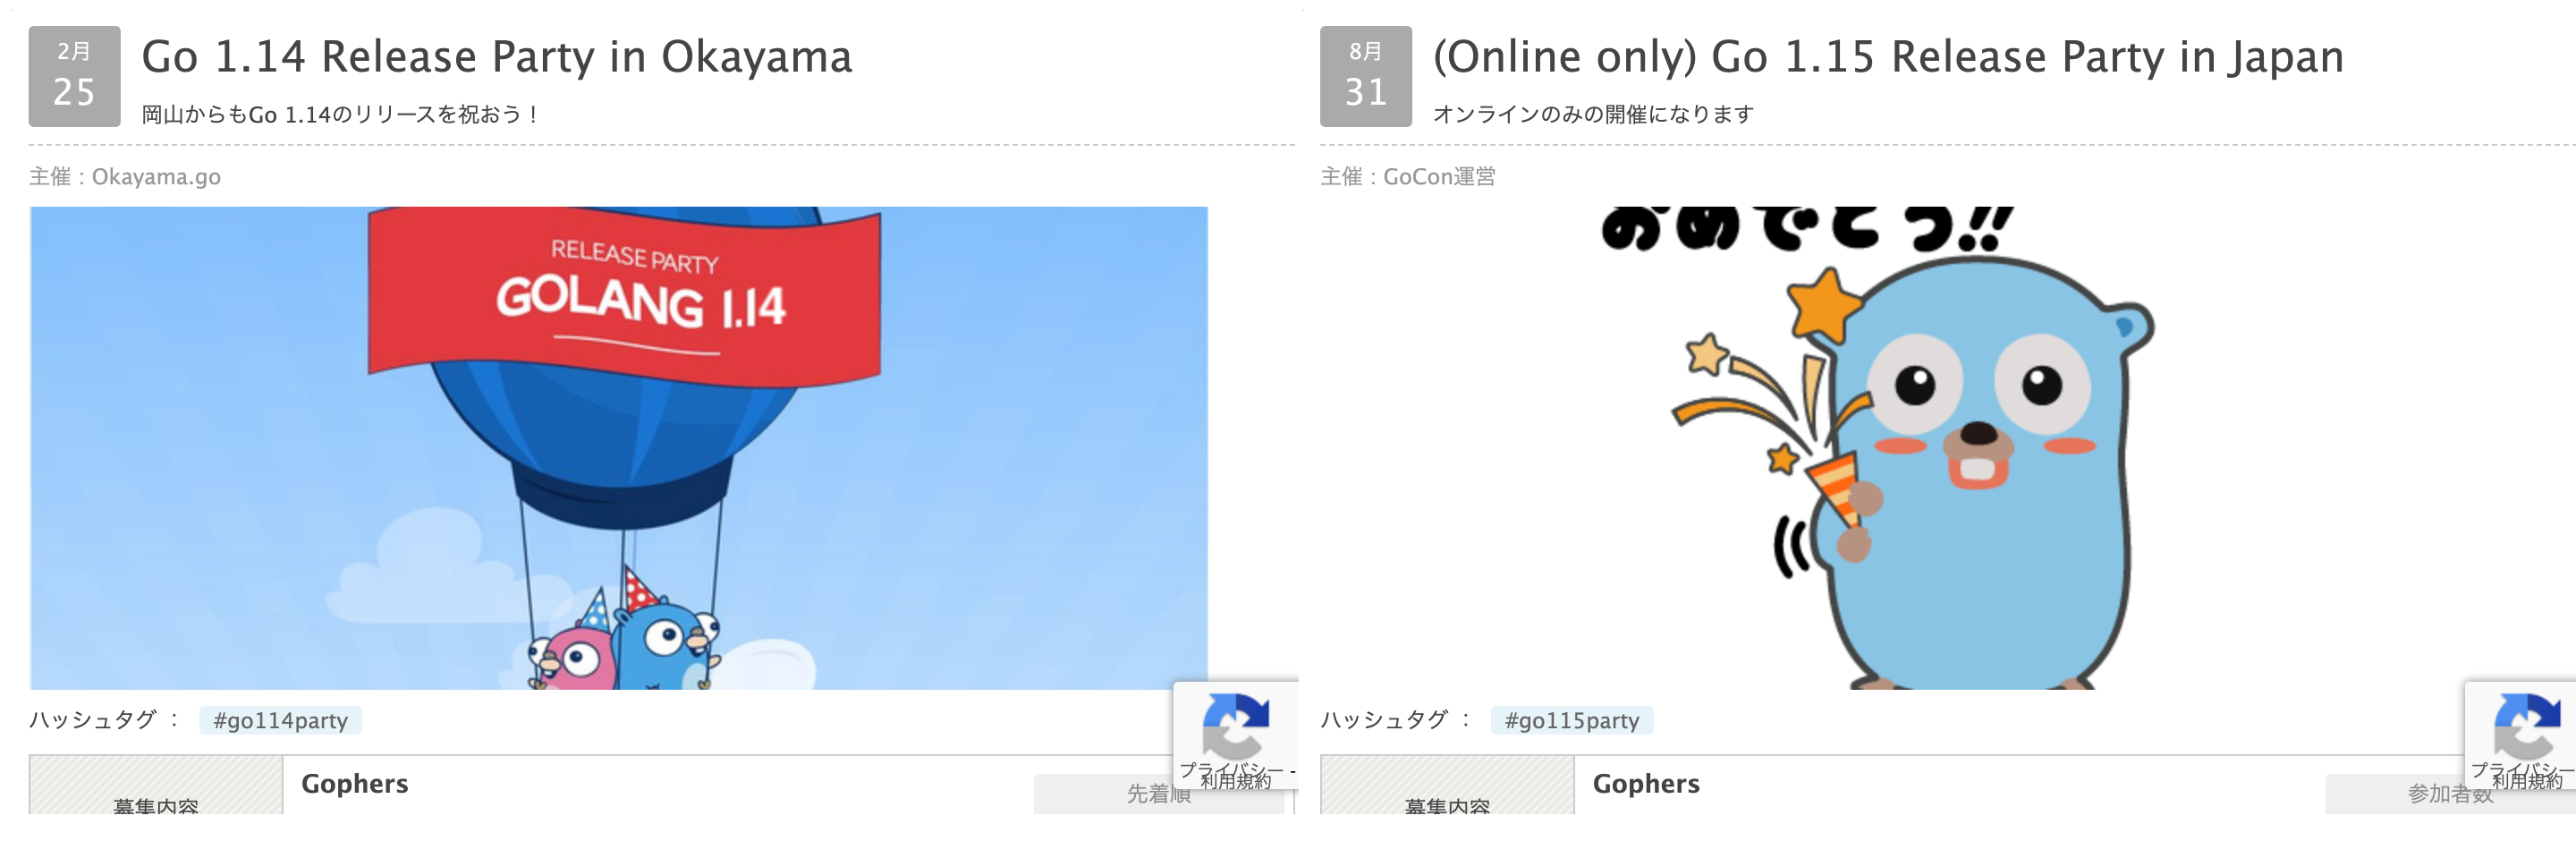 2月
25
Go 1.14 Release Party in Okayama
岡山からもGo 1.14のリリースを祝おう！
主催 : Okayama.go
RELEASE PARTY
GOLANG 1.14
ハッシュタグ ： #go114party
募集内容
Gophers
先着順
プライバシー -
利用規約
8月
31
(Online only) Go 1.15 Release Party in Japan
オンラインのみの開催になります
主催 : GoCon運営
おめでとう!!
ハッシュタグ ： #go115party
募集内容
Gophers
参加者数
プライバシー
利用規約